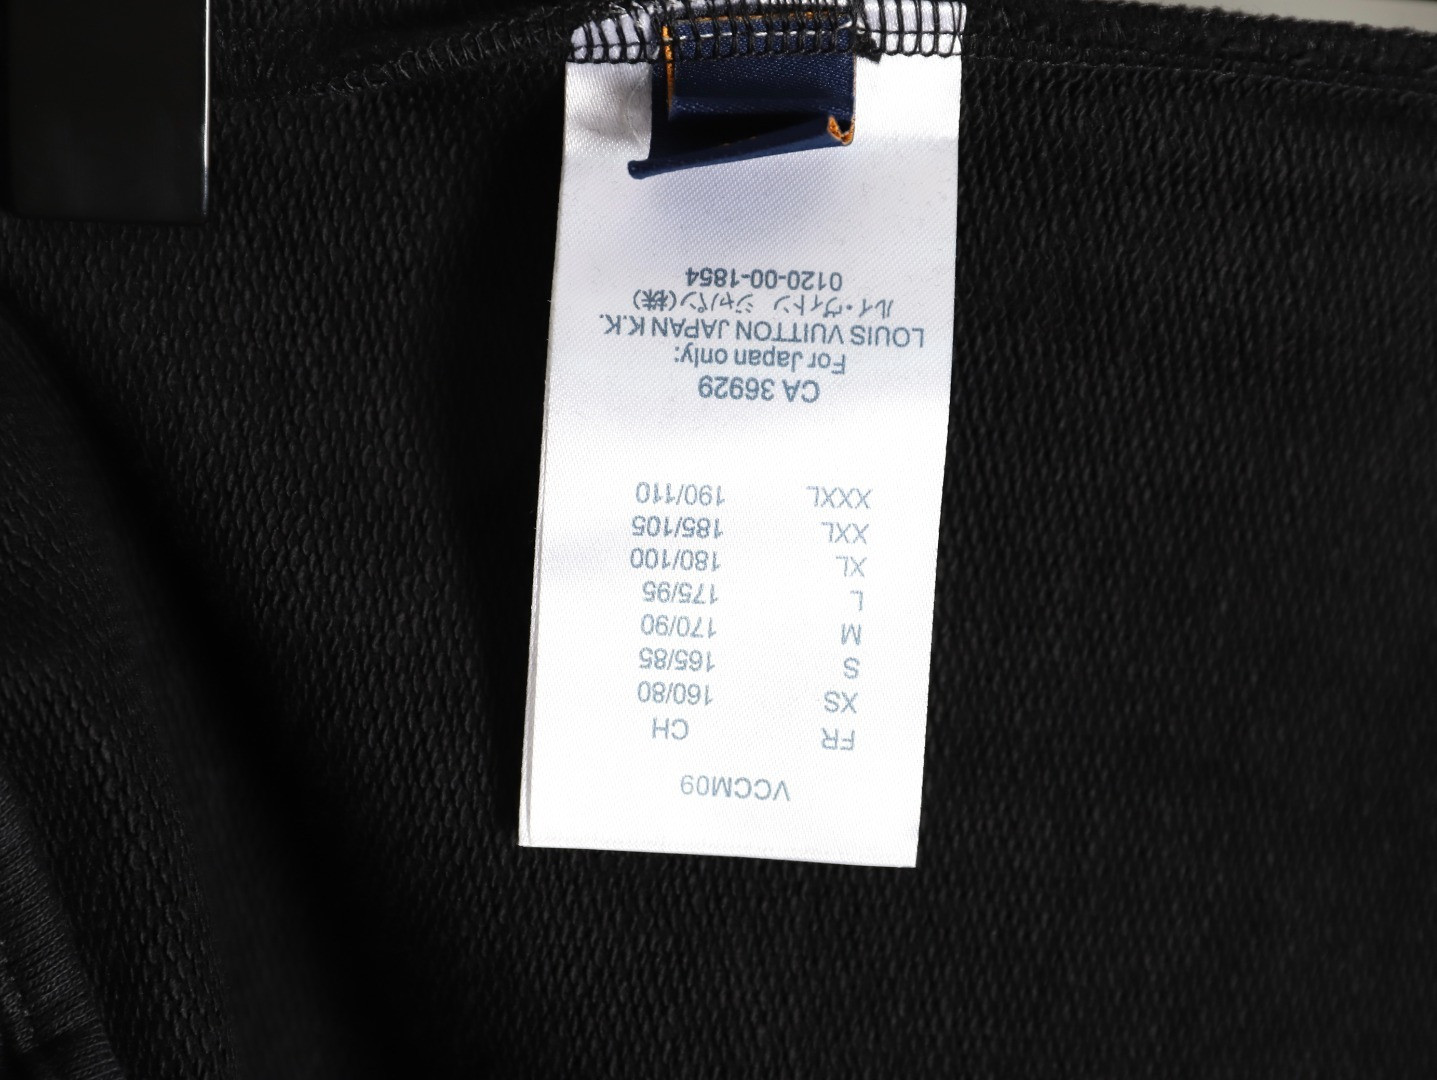 VCCM09
FR CH
XS 160/80
S 165/85
M 170/90
L 175/95
XL 180/100
XXL 185/105
XXXL 190/110
CA 36929
For Japan only:
LOUIS VUITTON JAPAN K.K.
ルイ・ヴィトン ジャパン(株)
0120-00-1854